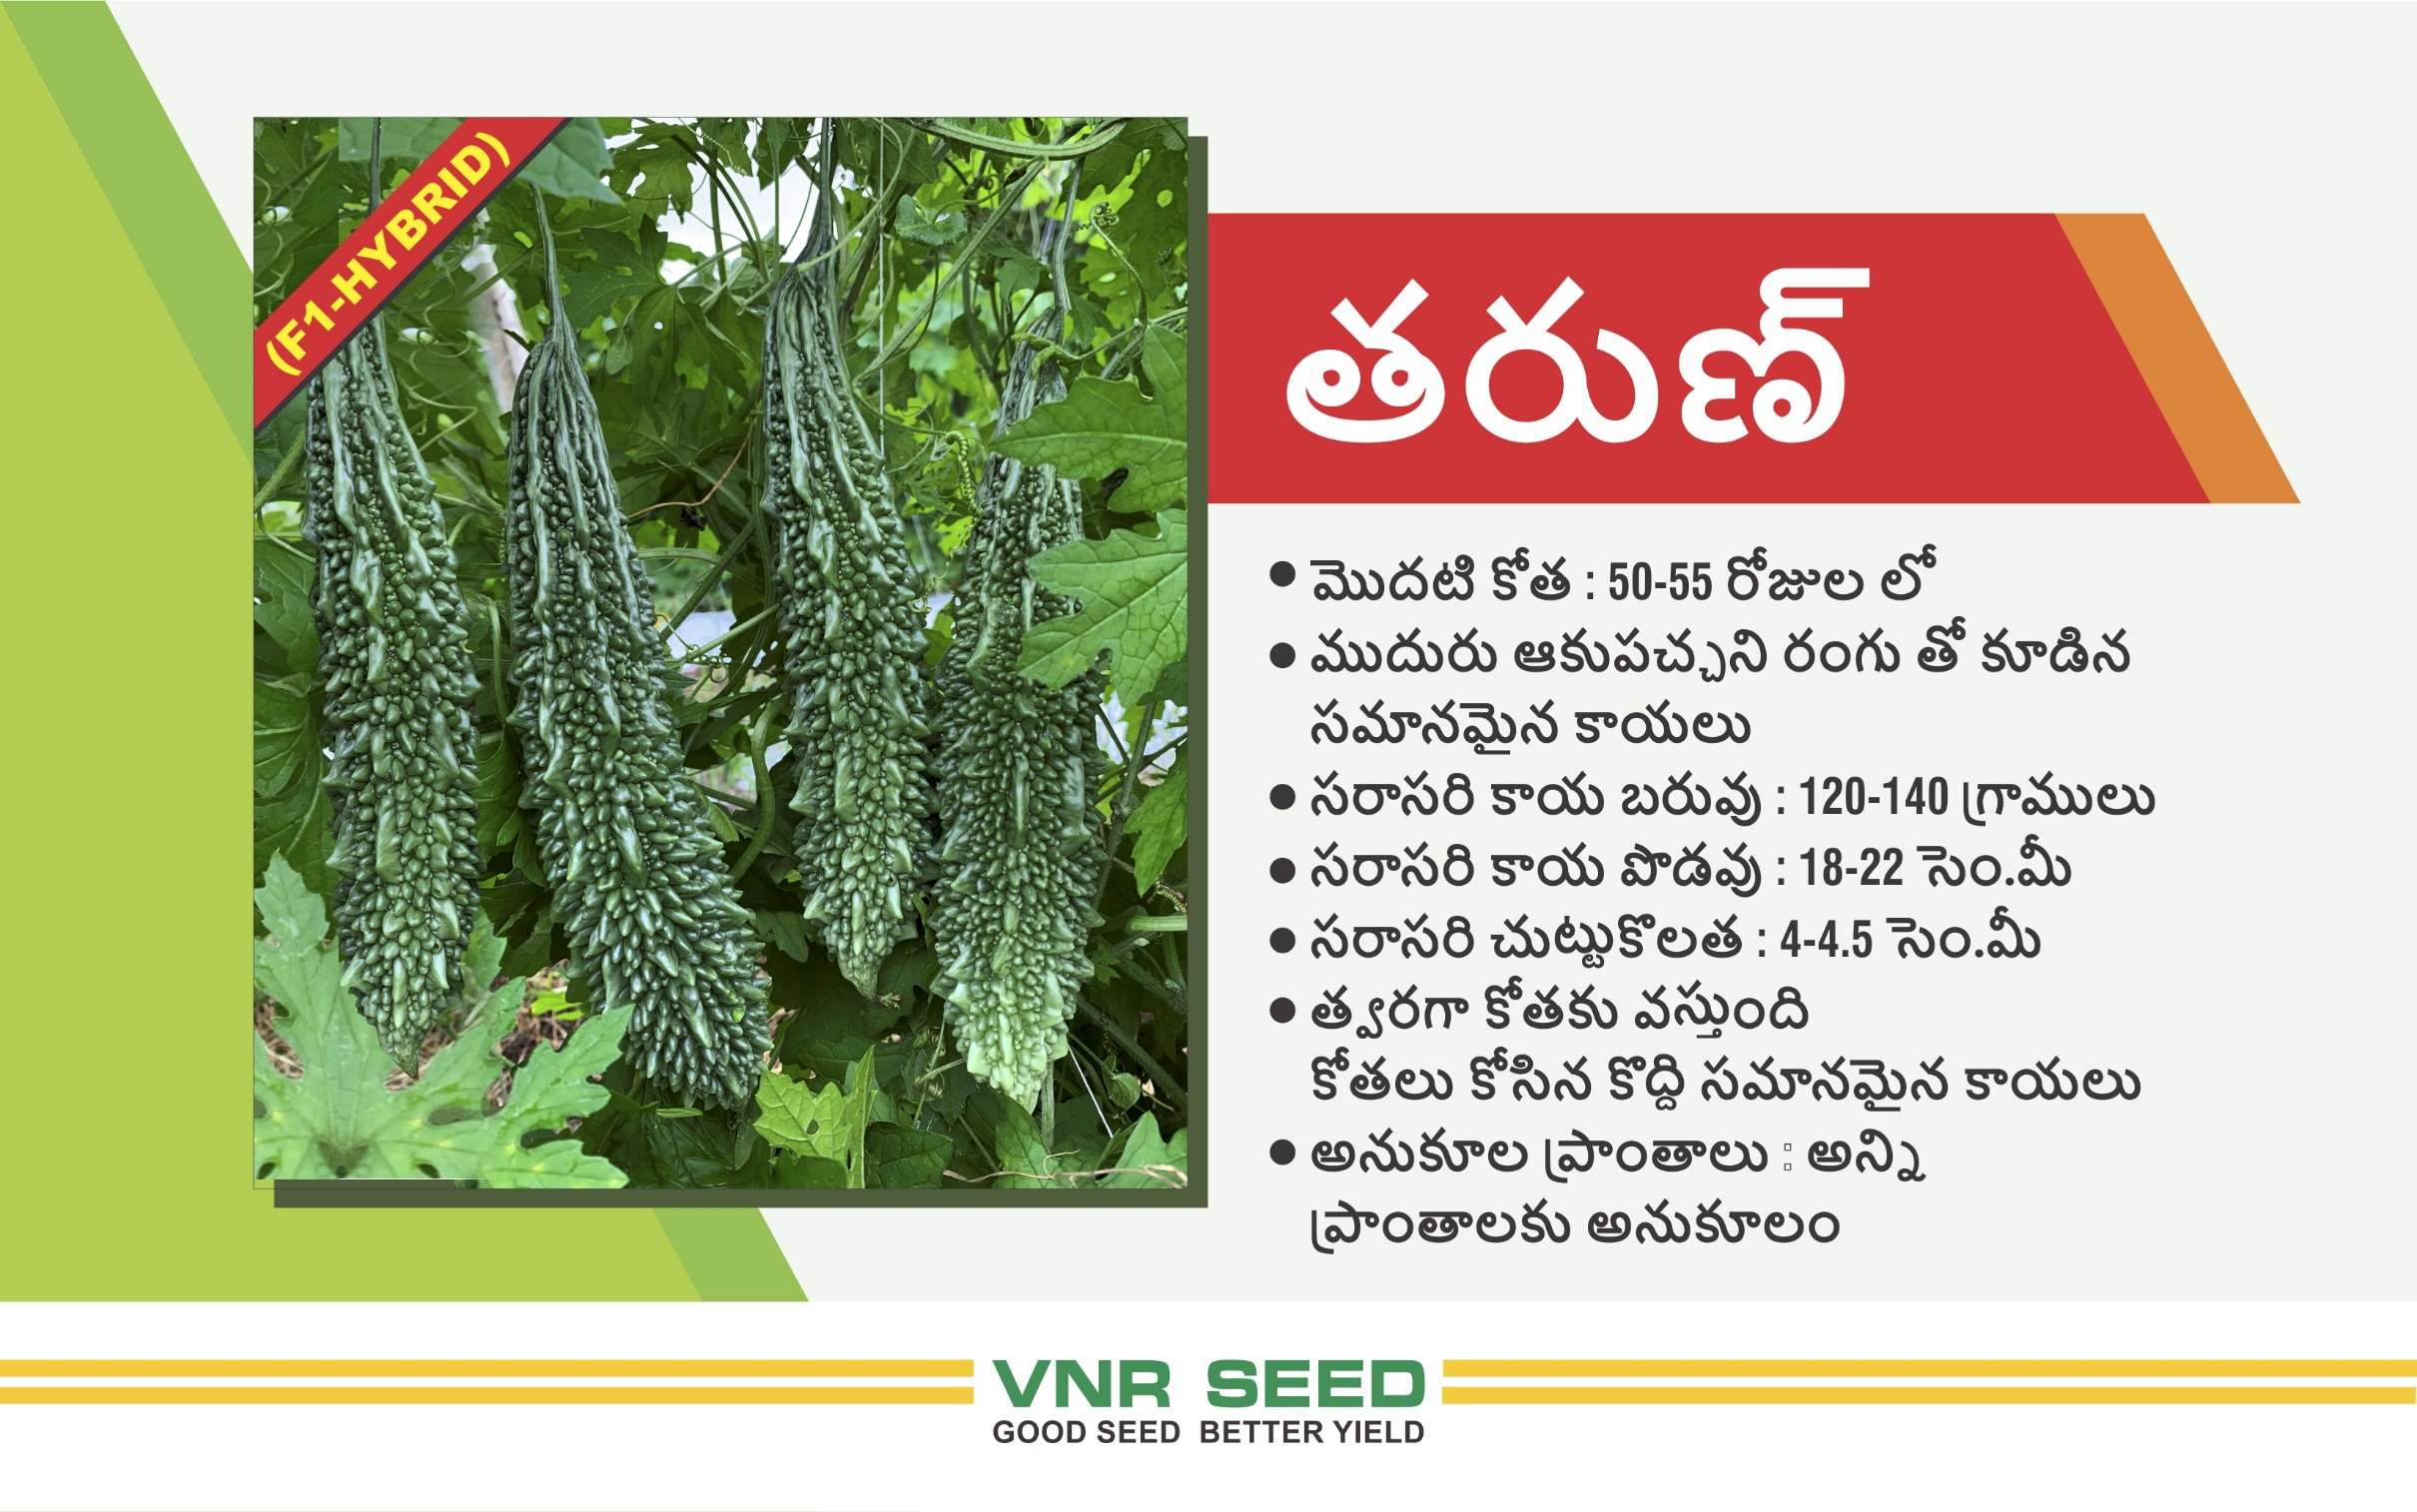 (F1-HYBRID)
తరుణ్
• మొదటి కోత : 50-55 రోజుల లో
• ముదురు ఆకుపచ్చని రంగు తో కూడిన
సమానమైన కాయలు
• సరాసరి కాయ బరువు : 120-140 గ్రాములు
• సరాసరి కాయ పొడవు : 18-22 సెం.మీ
• సరాసరి చుట్టుకొలత : 4-4.5 సెం.మీ
• త్వరగా కోతకు వస్తుంది
కోతలు కోసిన కొద్ది సమానమైన కాయలు
• అనుకూల ప్రాంతాలు : అన్ని
ప్రాంతాలకు అనుకూలం
VNR SEED
GOOD SEED BETTER YIELD